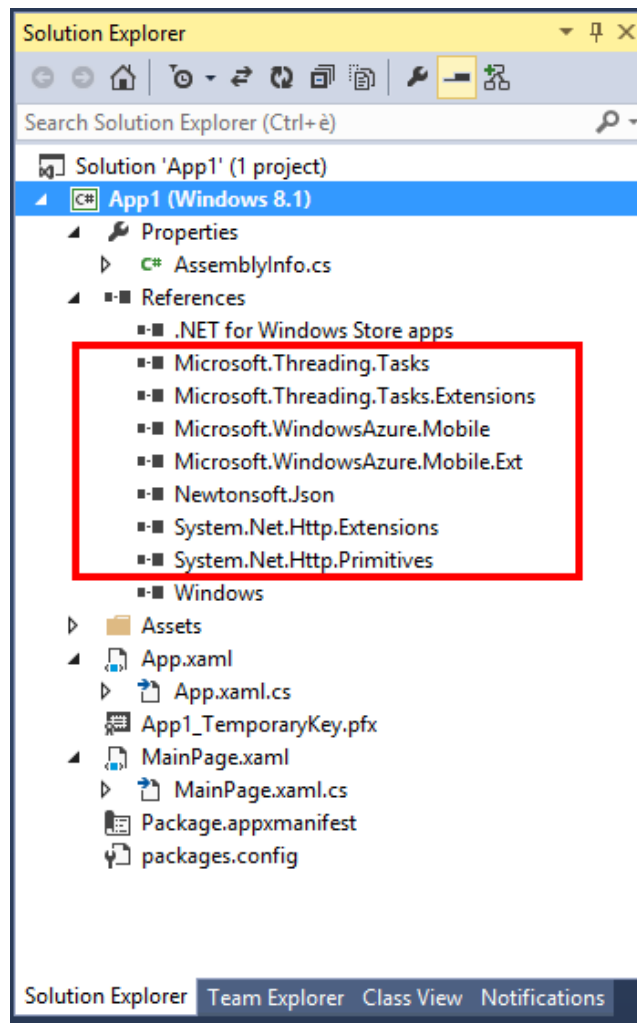 Solution Explorer
Search Solution Explorer (Ctrl+è)
Solution 'App1' (1 project)
C# App1 (Windows 8.1)
Properties
C# AssemblyInfo.cs
References
.NET for Windows Store apps
Microsoft.Threading.Tasks
Microsoft.Threading.Tasks.Extensions
Microsoft.WindowsAzure.Mobile
Microsoft.WindowsAzure.Mobile.Ext
Newtonsoft.Json
System.Net.Http.Extensions
System.Net.Http.Primitives
Windows
Assets
App.xaml
App.xaml.cs
App1_TemporaryKey.pfx
MainPage.xaml
MainPage.xaml.cs
Package.appxmanifest
packages.config
Solution Explorer Team Explorer Class View Notifications